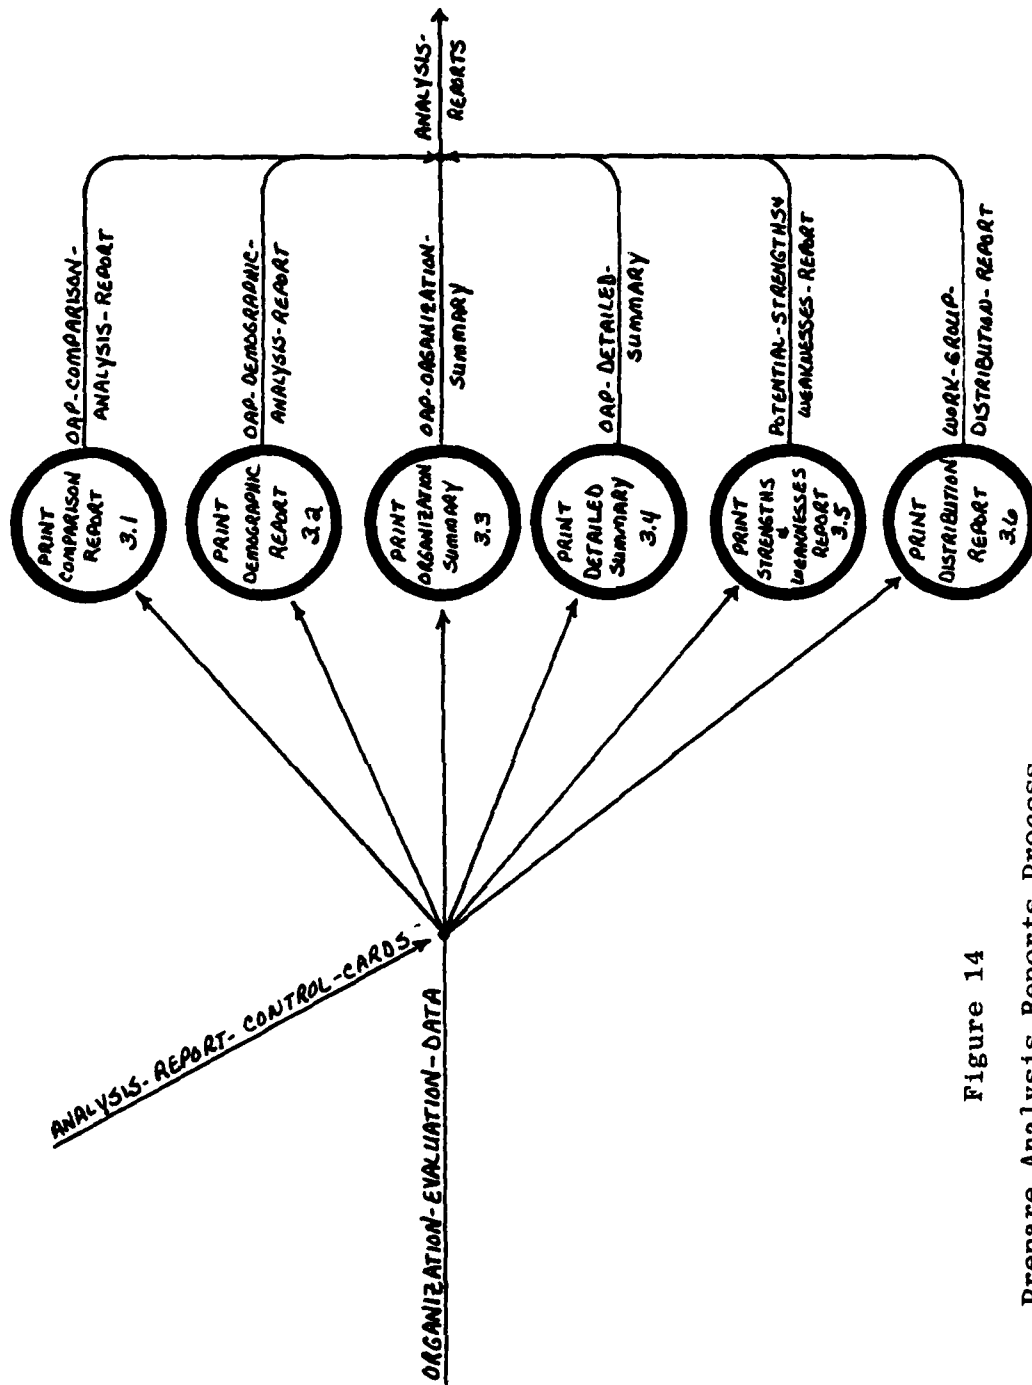 ANALYSIS-REPORT-CONTROL-CARDS
ORGANIZATION-EVALUATION-DATA
PRINT
COMPARISON
REPORT
3.1
OAP-COMPARISON-
ANALYSIS-REPORT
PRINT
DEMOGRAPHIC
REPORT
3.2
OAP-DEMOGRAPHIC-
ANALYSIS-REPORT
PRINT
ORGANIZATION
SUMMARY
3.3
OAP-ORGANIZATION-
SUMMARY
PRINT
DETAILED
SUMMARY
3.4
OAP-DETAILED-
SUMMARY
PRINT
STRENGTHS
&
WEAKNESSES
REPORT
3.5
POTENTIAL-STRENGTHS&
WEAKNESSES-REPORT
PRINT
DISTRIBUTION
REPORT
3.6
WORK-GROUP-
DISTRIBUTION-REPORT
ANALYSIS-
REPORTS
Figure 14
Prepare Analysis Reports Process